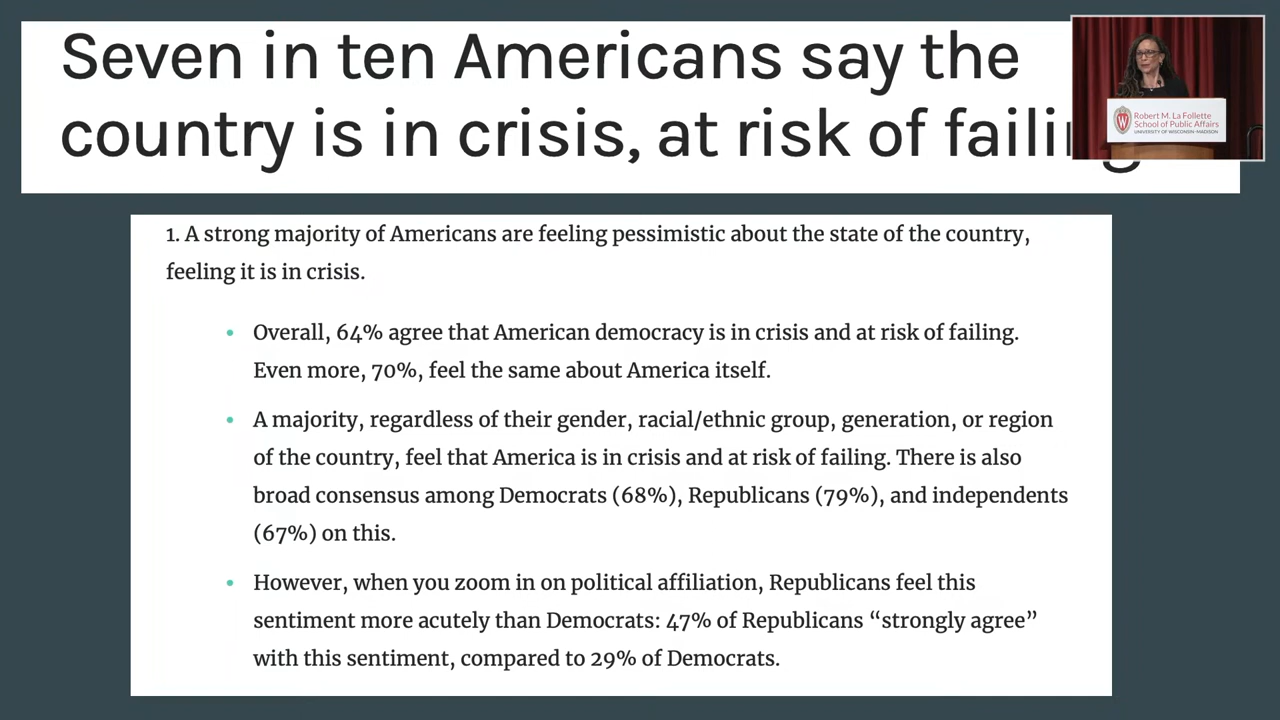 Seven in ten Americans say the
country is in crisis, at risk of failing
Robert M. La Follette
School of Public Affairs
UNIVERSITY OF WISCONSIN–MADISON
1. A strong majority of Americans are feeling pessimistic about the state of the country,
feeling it is in crisis.
• Overall, 64% agree that American democracy is in crisis and at risk of failing.
Even more, 70%, feel the same about America itself.
• A majority, regardless of their gender, racial/ethnic group, generation, or region
of the country, feel that America is in crisis and at risk of failing. There is also
broad consensus among Democrats (68%), Republicans (79%), and independents
(67%) on this.
• However, when you zoom in on political affiliation, Republicans feel this
sentiment more acutely than Democrats: 47% of Republicans “strongly agree”
with this sentiment, compared to 29% of Democrats.